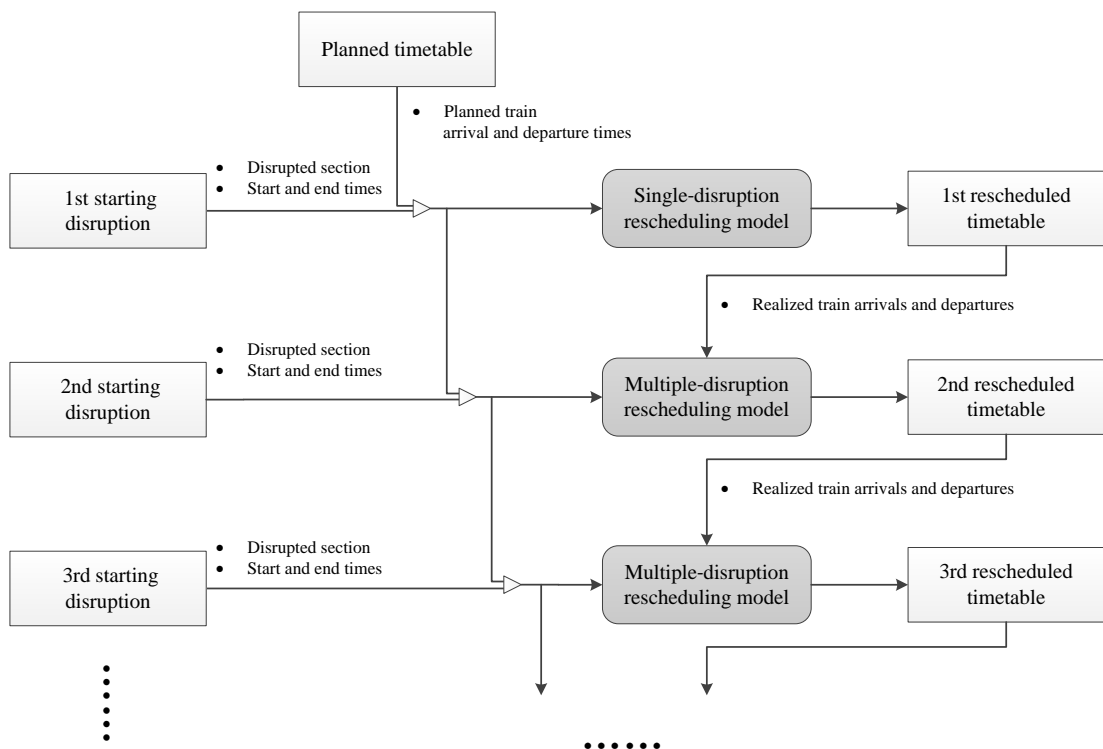 Planned timetable
• Planned train
arrival and departure times
• Disrupted section
• Start and end times
1st starting
disruption
Single-disruption
rescheduling model
1st rescheduled
timetable
• Realized train arrivals and departures
• Disrupted section
• Start and end times
2nd starting
disruption
Multiple-disruption
rescheduling model
2nd rescheduled
timetable
• Realized train arrivals and departures
• Disrupted section
• Start and end times
3rd starting
disruption
Multiple-disruption
rescheduling model
3rd rescheduled
timetable